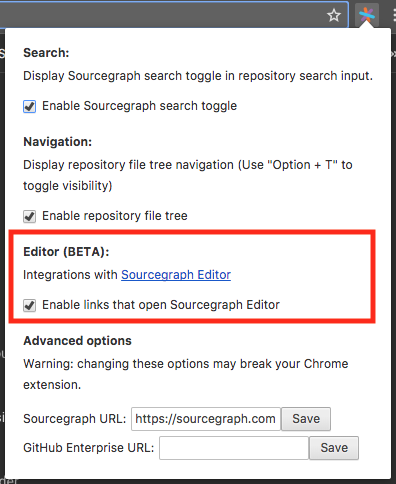 Search:
Display Sourcegraph search toggle in repository search input.
Enable Sourcegraph search toggle
Navigation:
Display repository file tree navigation (Use "Option + T" to
toggle visibility)
Enable repository file tree
Editor (BETA):
Integrations with Sourcegraph Editor
Enable links that open Sourcegraph Editor
Advanced options
Warning: changing these options may break your Chrome
extension.
Sourcegraph URL: https://sourcegraph.com Save
GitHub Enterprise URL: Save